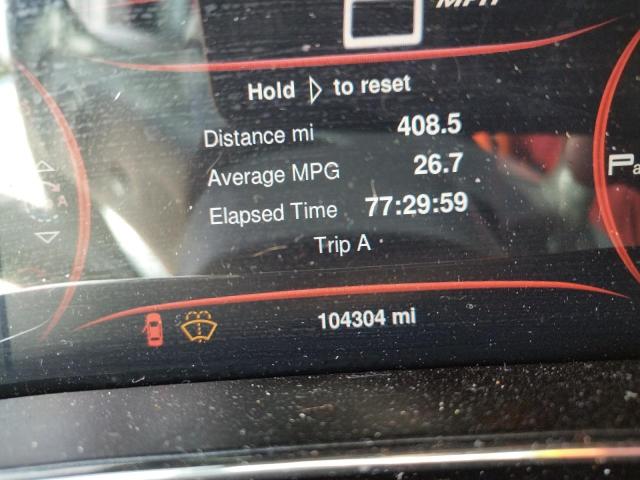 MPH
Hold ▷ to reset
Distance mi 408.5
Average MPG 26.7
Elapsed Time 77:29:59
Trip A
A
P
104304 mi